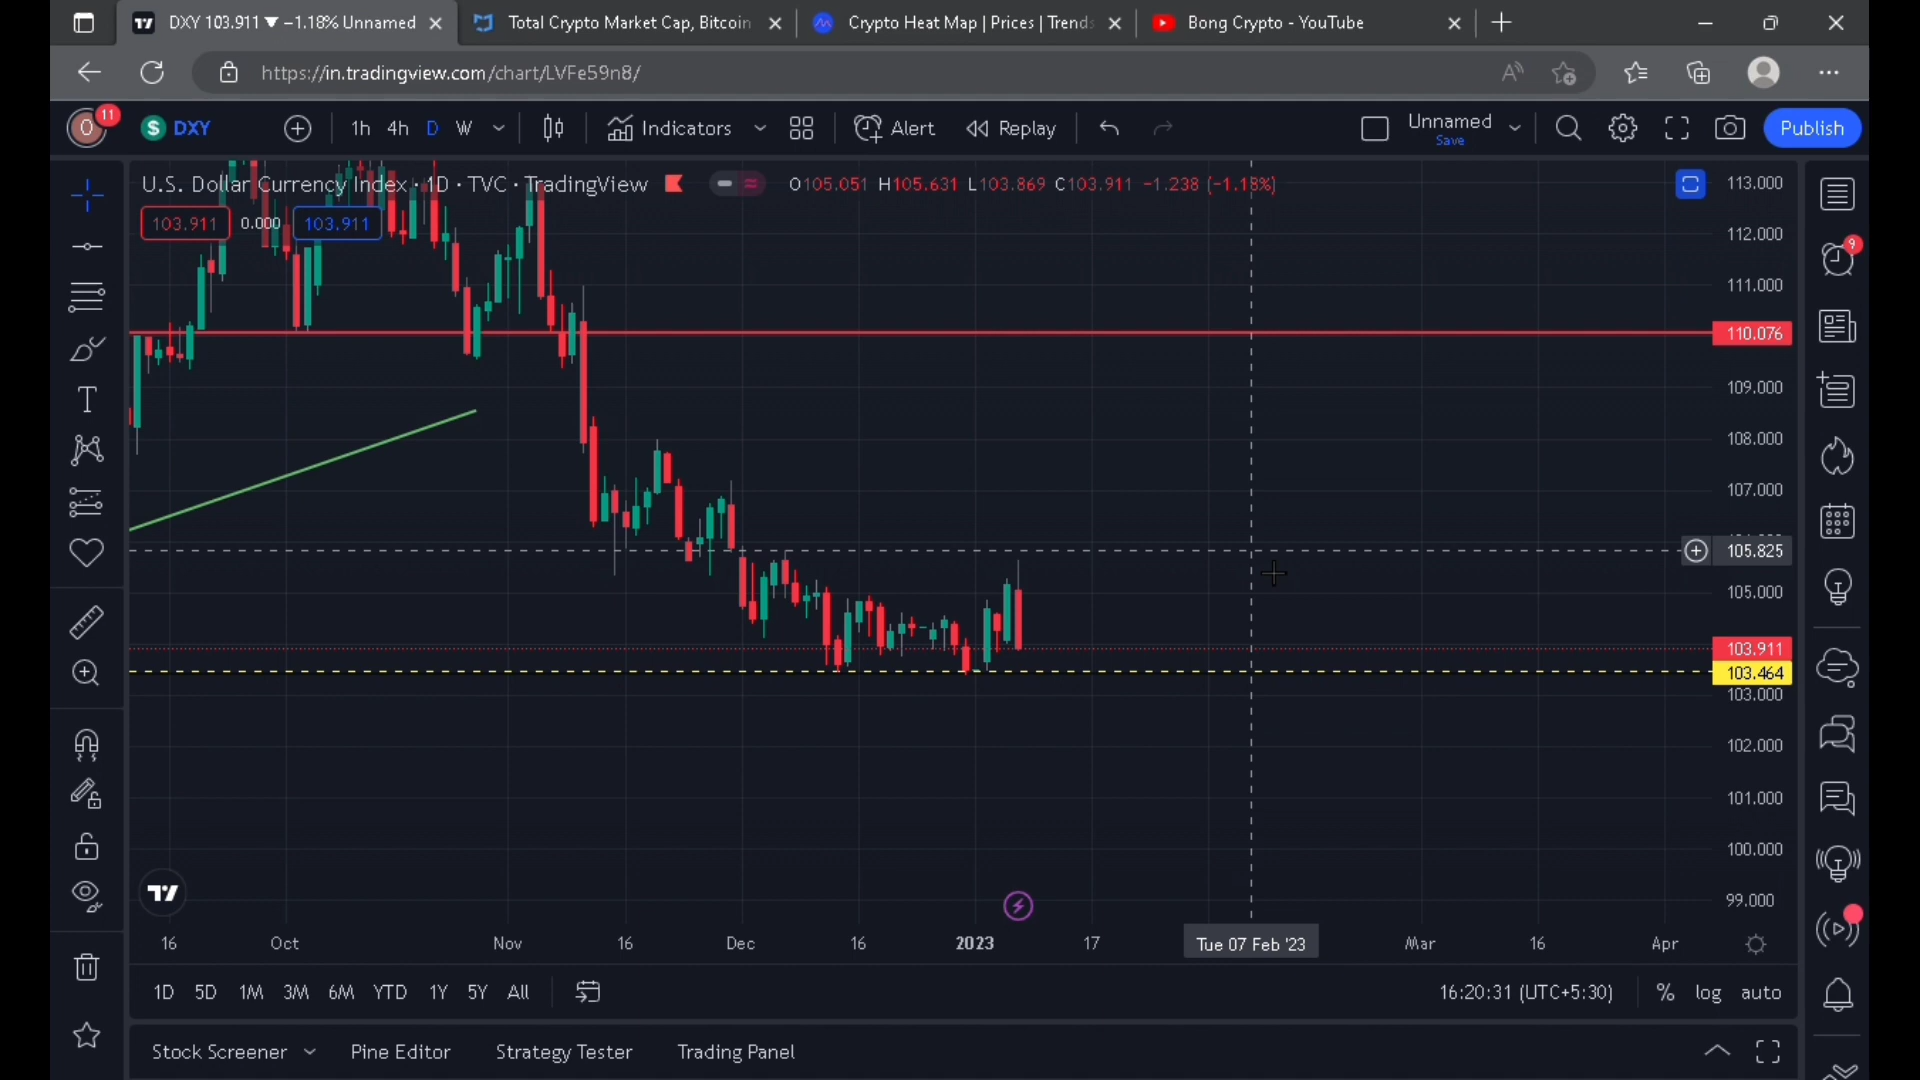 DXY 103.911 ▼ −1.18% Unnamed
Total Crypto Market Cap, Bitcoin
Crypto Heat Map | Prices | Trends
Bong Crypto - YouTube
https://in.tradingview.com/chart/LVFe59n8/
O
11
$ DXY
1h 4h D W
Indicators
Alert
Replay
Unnamed
Save
Publish
U.S. Dollar Currency Index · 1D · TVC · TradingView
O105.051 H105.631 L103.869 C103.911 −1.238 (−1.18%)
103.911 0.000 103.911
113.000
112.000
111.000
110.076
109.000
108.000
107.000
105.825
105.000
103.911
103.464
103.000
102.000
101.000
100.000
99.000
9
16 Oct Nov 16 Dec 16 2023 17 Tue 07 Feb '23 Mar 16 Apr
1D 5D 1M 3M 6M YTD 1Y 5Y All
16:20:31 (UTC+5:30) % log auto
Stock Screener Pine Editor Strategy Tester Trading Panel